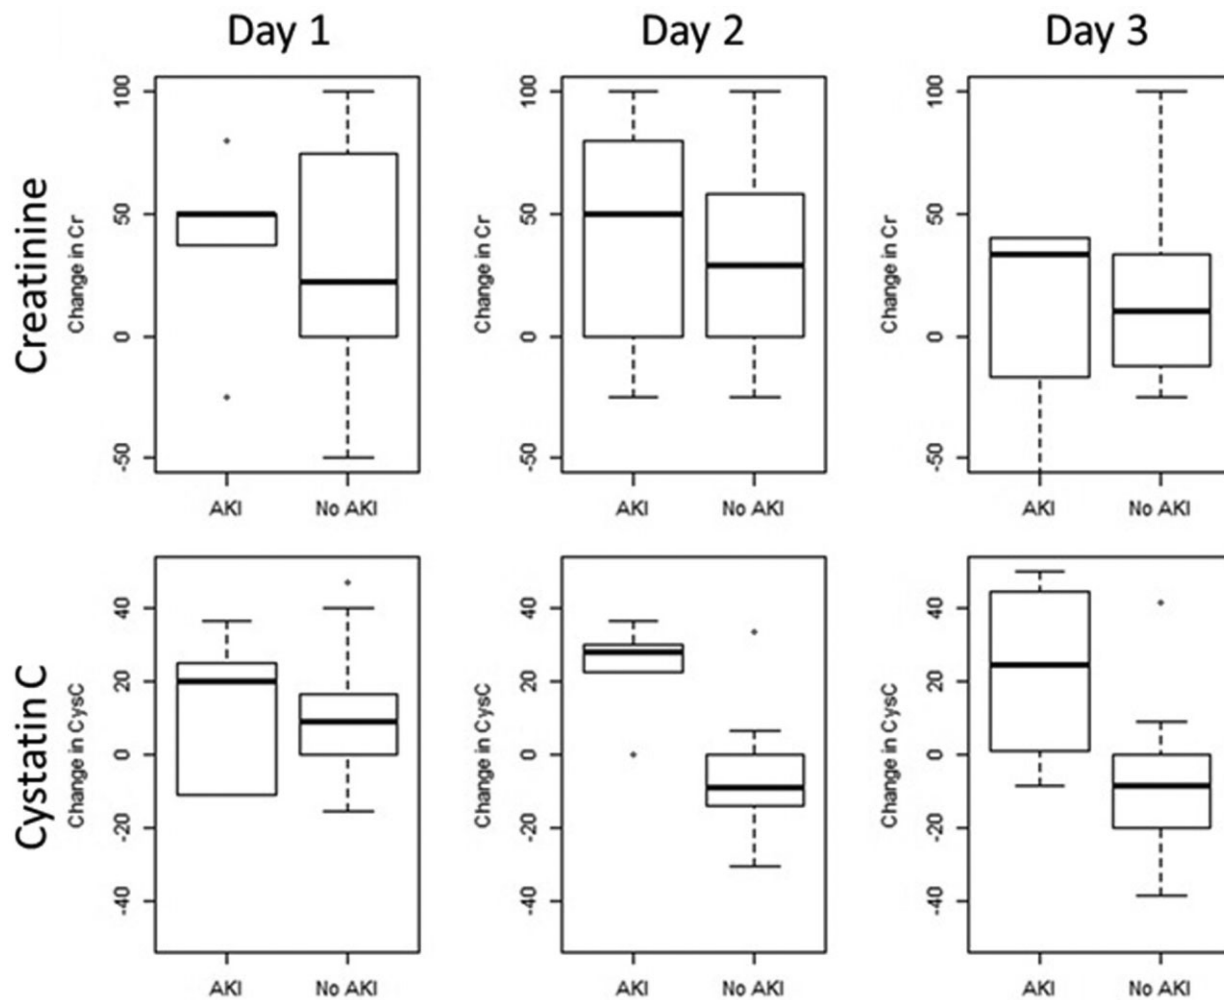 Day 1
Day 2
Day 3
Creatinine
Change in Cr
100
50
0
-50
AKI
No AKI
Change in Cr
100
50
0
-50
AKI
No AKI
Change in Cr
100
50
0
-50
AKI
No AKI
Cystatin C
Change in CysC
40
20
0
-20
-40
AKI
No AKI
Change in CysC
40
20
0
-20
-40
AKI
No AKI
Change in CysC
40
20
0
-20
-40
AKI
No AKI